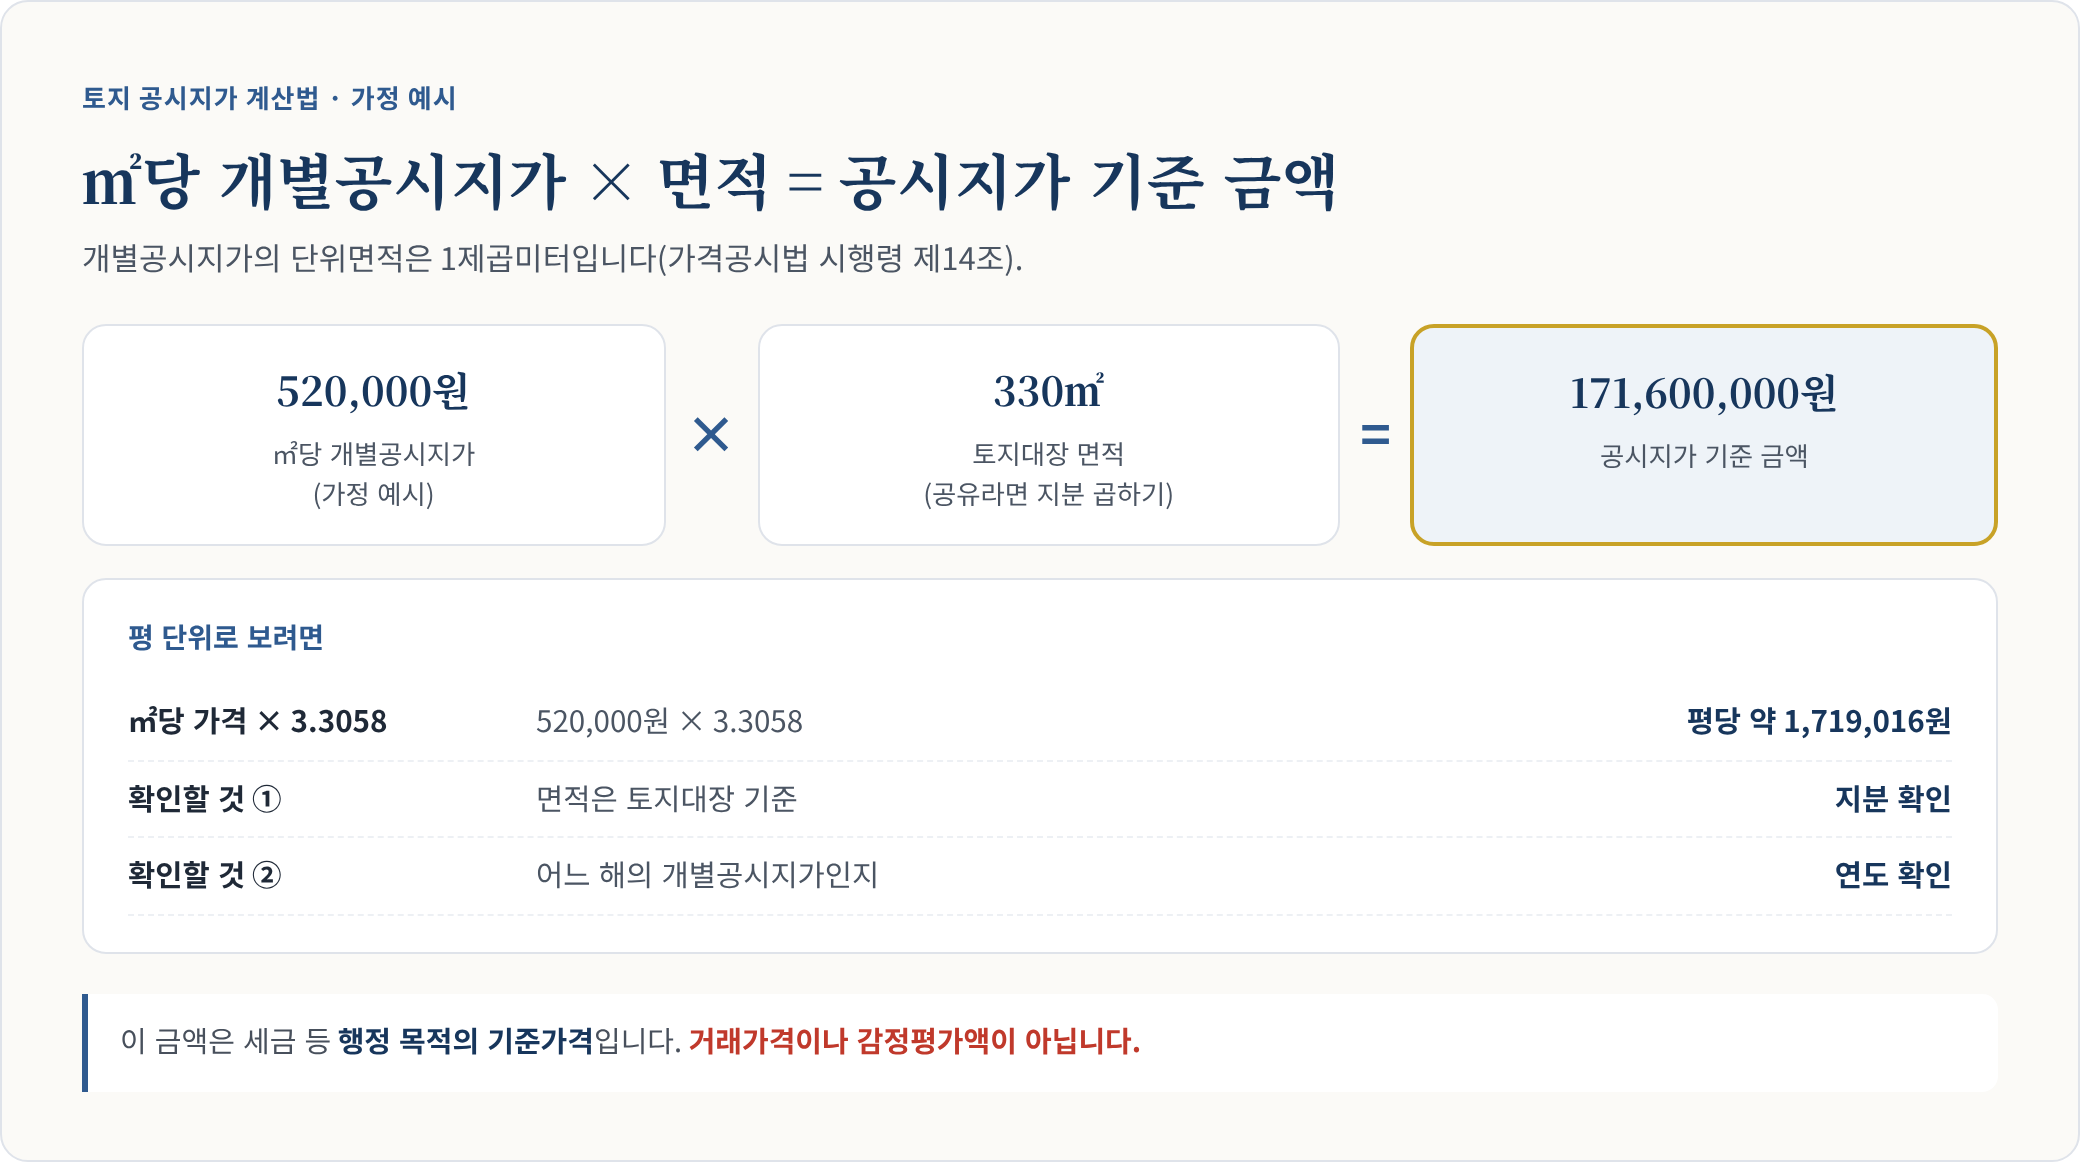 토지 공시지가 계산법 · 가정 예시
㎡당 개별공시지가 × 면적 = 공시지가 기준 금액
개별공시지가의 단위면적은 1제곱미터입니다(가격공시법 시행령 제14조).
520,000원
㎡당 개별공시지가
(가정 예시)
×
330㎡
토지대장 면적
(공유라면 지분 곱하기)
=
171,600,000원
공시지가 기준 금액
평 단위로 보려면
㎡당 가격 × 3.3058 520,000원 × 3.3058 평당 약 1,719,016원
확인할 것 ① 면적은 토지대장 기준 지분 확인
확인할 것 ② 어느 해의 개별공시지가인지 연도 확인
이 금액은 세금 등 행정 목적의 기준가격입니다. 거래가격이나 감정평가액이 아닙니다.